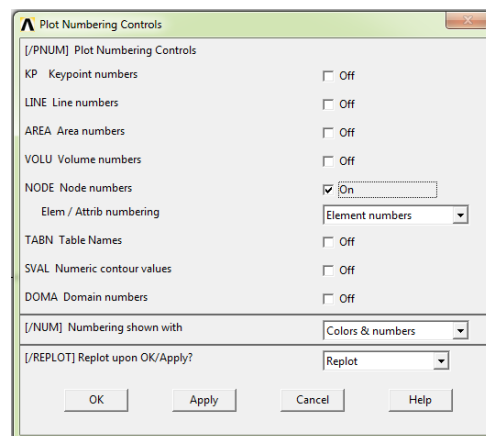 Plot Numbering Controls
[/PNUM] Plot Numbering Controls
KP Keypoint numbers Off
LINE Line numbers Off
AREA Area numbers Off
VOLU Volume numbers Off
NODE Node numbers On
Elem / Attrib numbering Element numbers
TABN Table Names Off
SVAL Numeric contour values Off
DOMA Domain numbers Off
[/NUM] Numbering shown with Colors & numbers
[/REPLOT] Replot upon OK/Apply? Replot
OK Apply Cancel Help